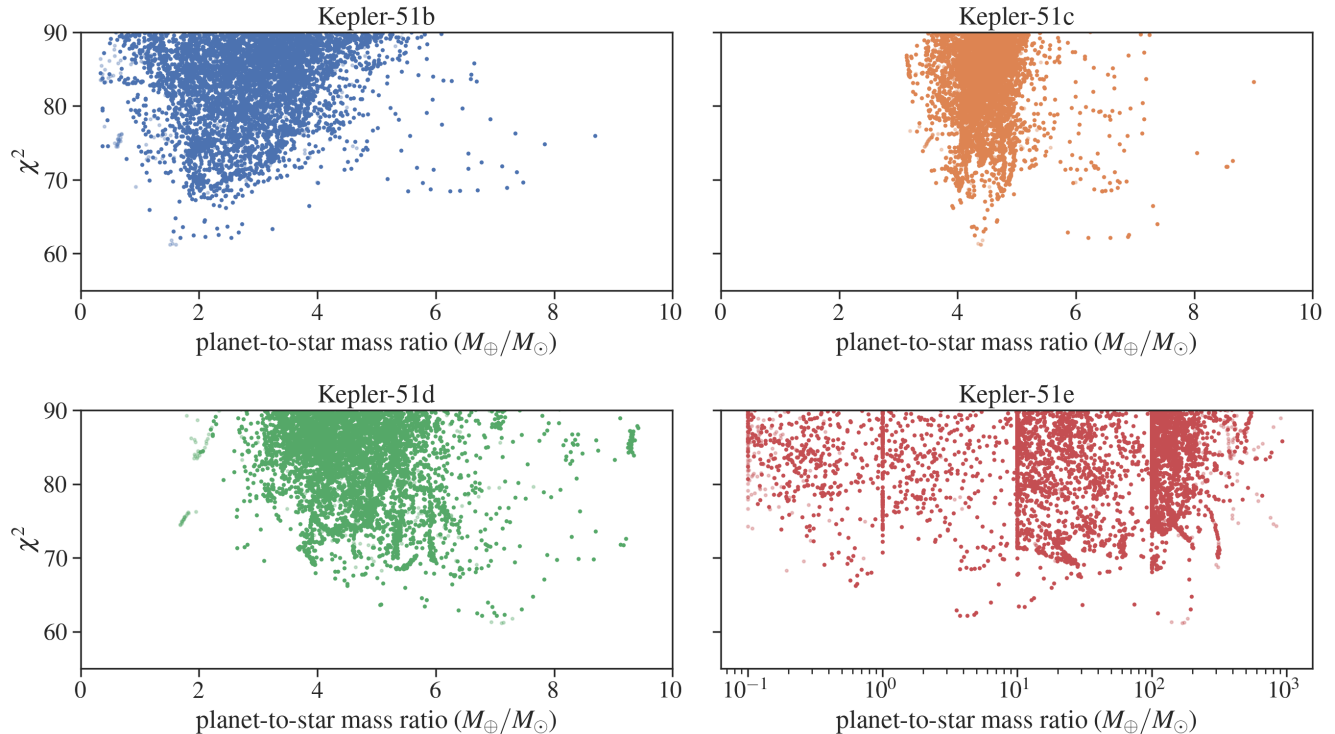 Kepler-51b
Kepler-51c
90
80
70
60
χ²
0 2 4 6 8 10
planet-to-star mass ratio (M⊕/M☉)
0 2 4 6 8 10
planet-to-star mass ratio (M⊕/M☉)
Kepler-51d
Kepler-51e
90
80
70
60
χ²
0 2 4 6 8 10
planet-to-star mass ratio (M⊕/M☉)
10⁻¹ 10⁰ 10¹ 10² 10³
planet-to-star mass ratio (M⊕/M☉)